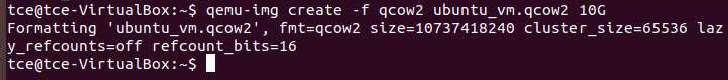 tce@tce-VirtualBox:~$ qemu-img create -f qcow2 ubuntu_vm.qcow2 10G
Formatting 'ubuntu_vm.qcow2', fmt=qcow2 size=10737418240 cluster_size=65536 laz
y_refcounts=off refcount_bits=16
tce@tce-VirtualBox:~$